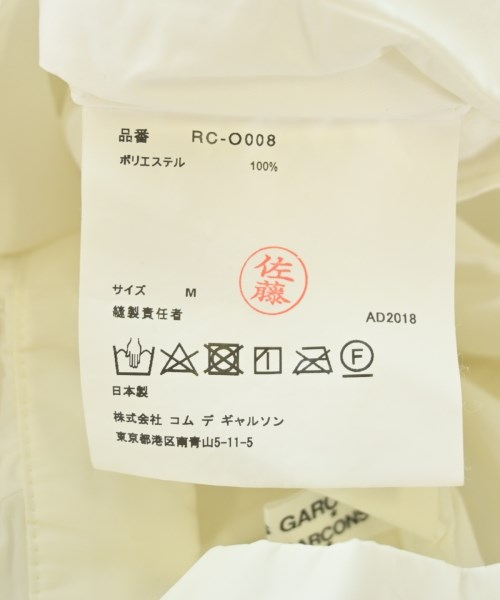 品番 RC-O008
ポリエステル 100%
佐藤
サイズ M
縫製責任者 AD2018
日本製
株式会社 コム デ ギャルソン
東京都港区南青山5-11-5
GARÇ
GARÇONS